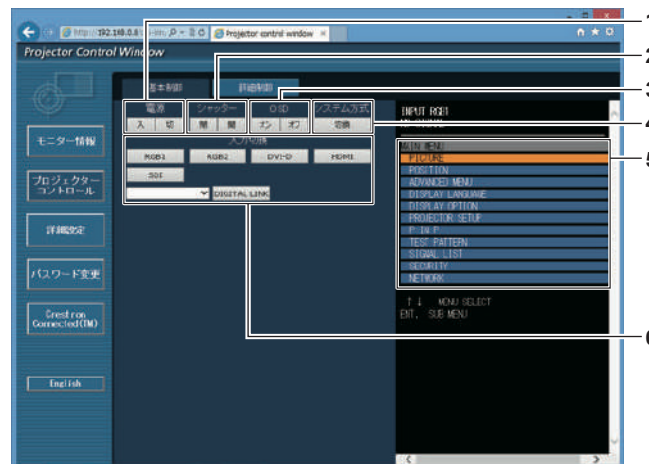 1
Projector control window
Projector Control Window
2
基本制御
詳細制御
3
電源
シャッター
OSD
システム方式
INPUT RGB1
入
切
閉
開
オン
オフ
切換
4
入力切換
MAIN MENU
RGB1
RGB2
DVI-D
HDMI
PICTURE
5
モニター情報
POSITION
SDI
ADVANCED MENU
DISPLAY LANGUAGE
DIGITAL LINK
DISPLAY OPTION
プロジェクター
コントロール
PROJECTOR SETUP
P IN P
TEST PATTERN
詳細設定
SIGNAL LIST
SECURITY
パスワード変更
NETWORK
↑↓ MENU SELECT
Crestron
Connected(TM)
ENT. SUB MENU
6
English